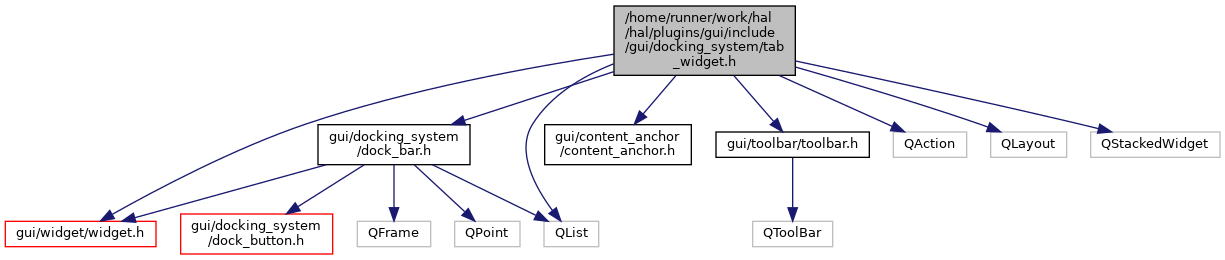 /home/runner/work/hal
/hal/plugins/gui/include
/gui/docking_system/tab
_widget.h
gui/docking_system
/dock_bar.h
gui/content_anchor
/content_anchor.h
gui/toolbar/toolbar.h
QAction
QLayout
QStackedWidget
gui/widget/widget.h
gui/docking_system
/dock_button.h
QFrame
QPoint
QList
QToolBar